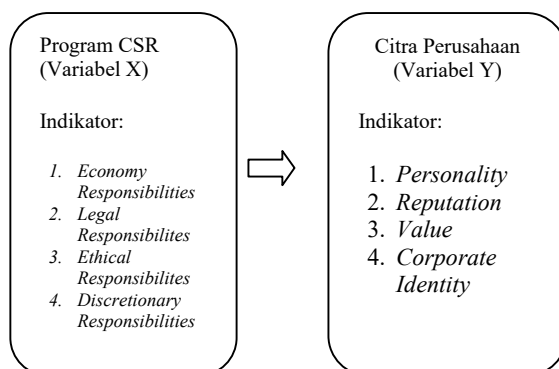 Program CSR
(Variabel X)
Indikator:
1. Economy
Responsibilities
2. Legal
Responsibilites
3. Ethical
Responsibilites
4. Discretionary
Responsibilities
Citra Perusahaan
(Variabel Y)
Indikator:
1. Personality
2. Reputation
3. Value
4. Corporate
Identity